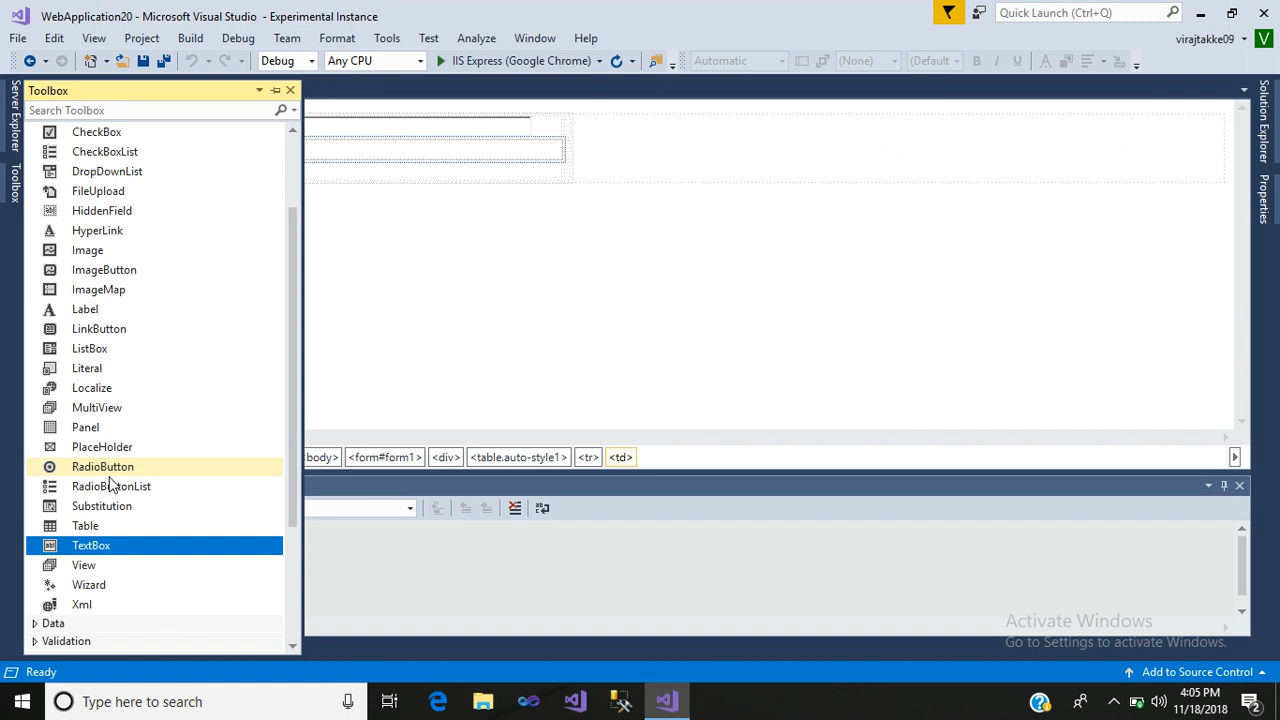 WebApplication20 - Microsoft Visual Studio - Experimental Instance
Quick Launch (Ctrl+Q)
File Edit View Project Build Debug Team Format Tools Test Analyze Window Help
virajtakke09 V
Debug Any CPU IIS Express (Google Chrome) Automatic (None) (Default B I U A
Toolbox
Search Toolbox
CheckBox
CheckBoxList
DropDownList
FileUpload
HiddenField
HyperLink
Image
ImageButton
ImageMap
Label
LinkButton
ListBox
Literal
Localize
MultiView
Panel
PlaceHolder
RadioButton
RadioButtonList
Substitution
Table
TextBox
View
Wizard
Xml
Data
Validation
Server Explorer
Toolbox
Solution Explorer
Properties
body> <form#form1> <div> <table.auto-style1> <tr> <td>
Activate Windows
Go to Settings to activate Windows.
Ready
Add to Source Control
Type here to search
4:05 PM
11/18/2018
2